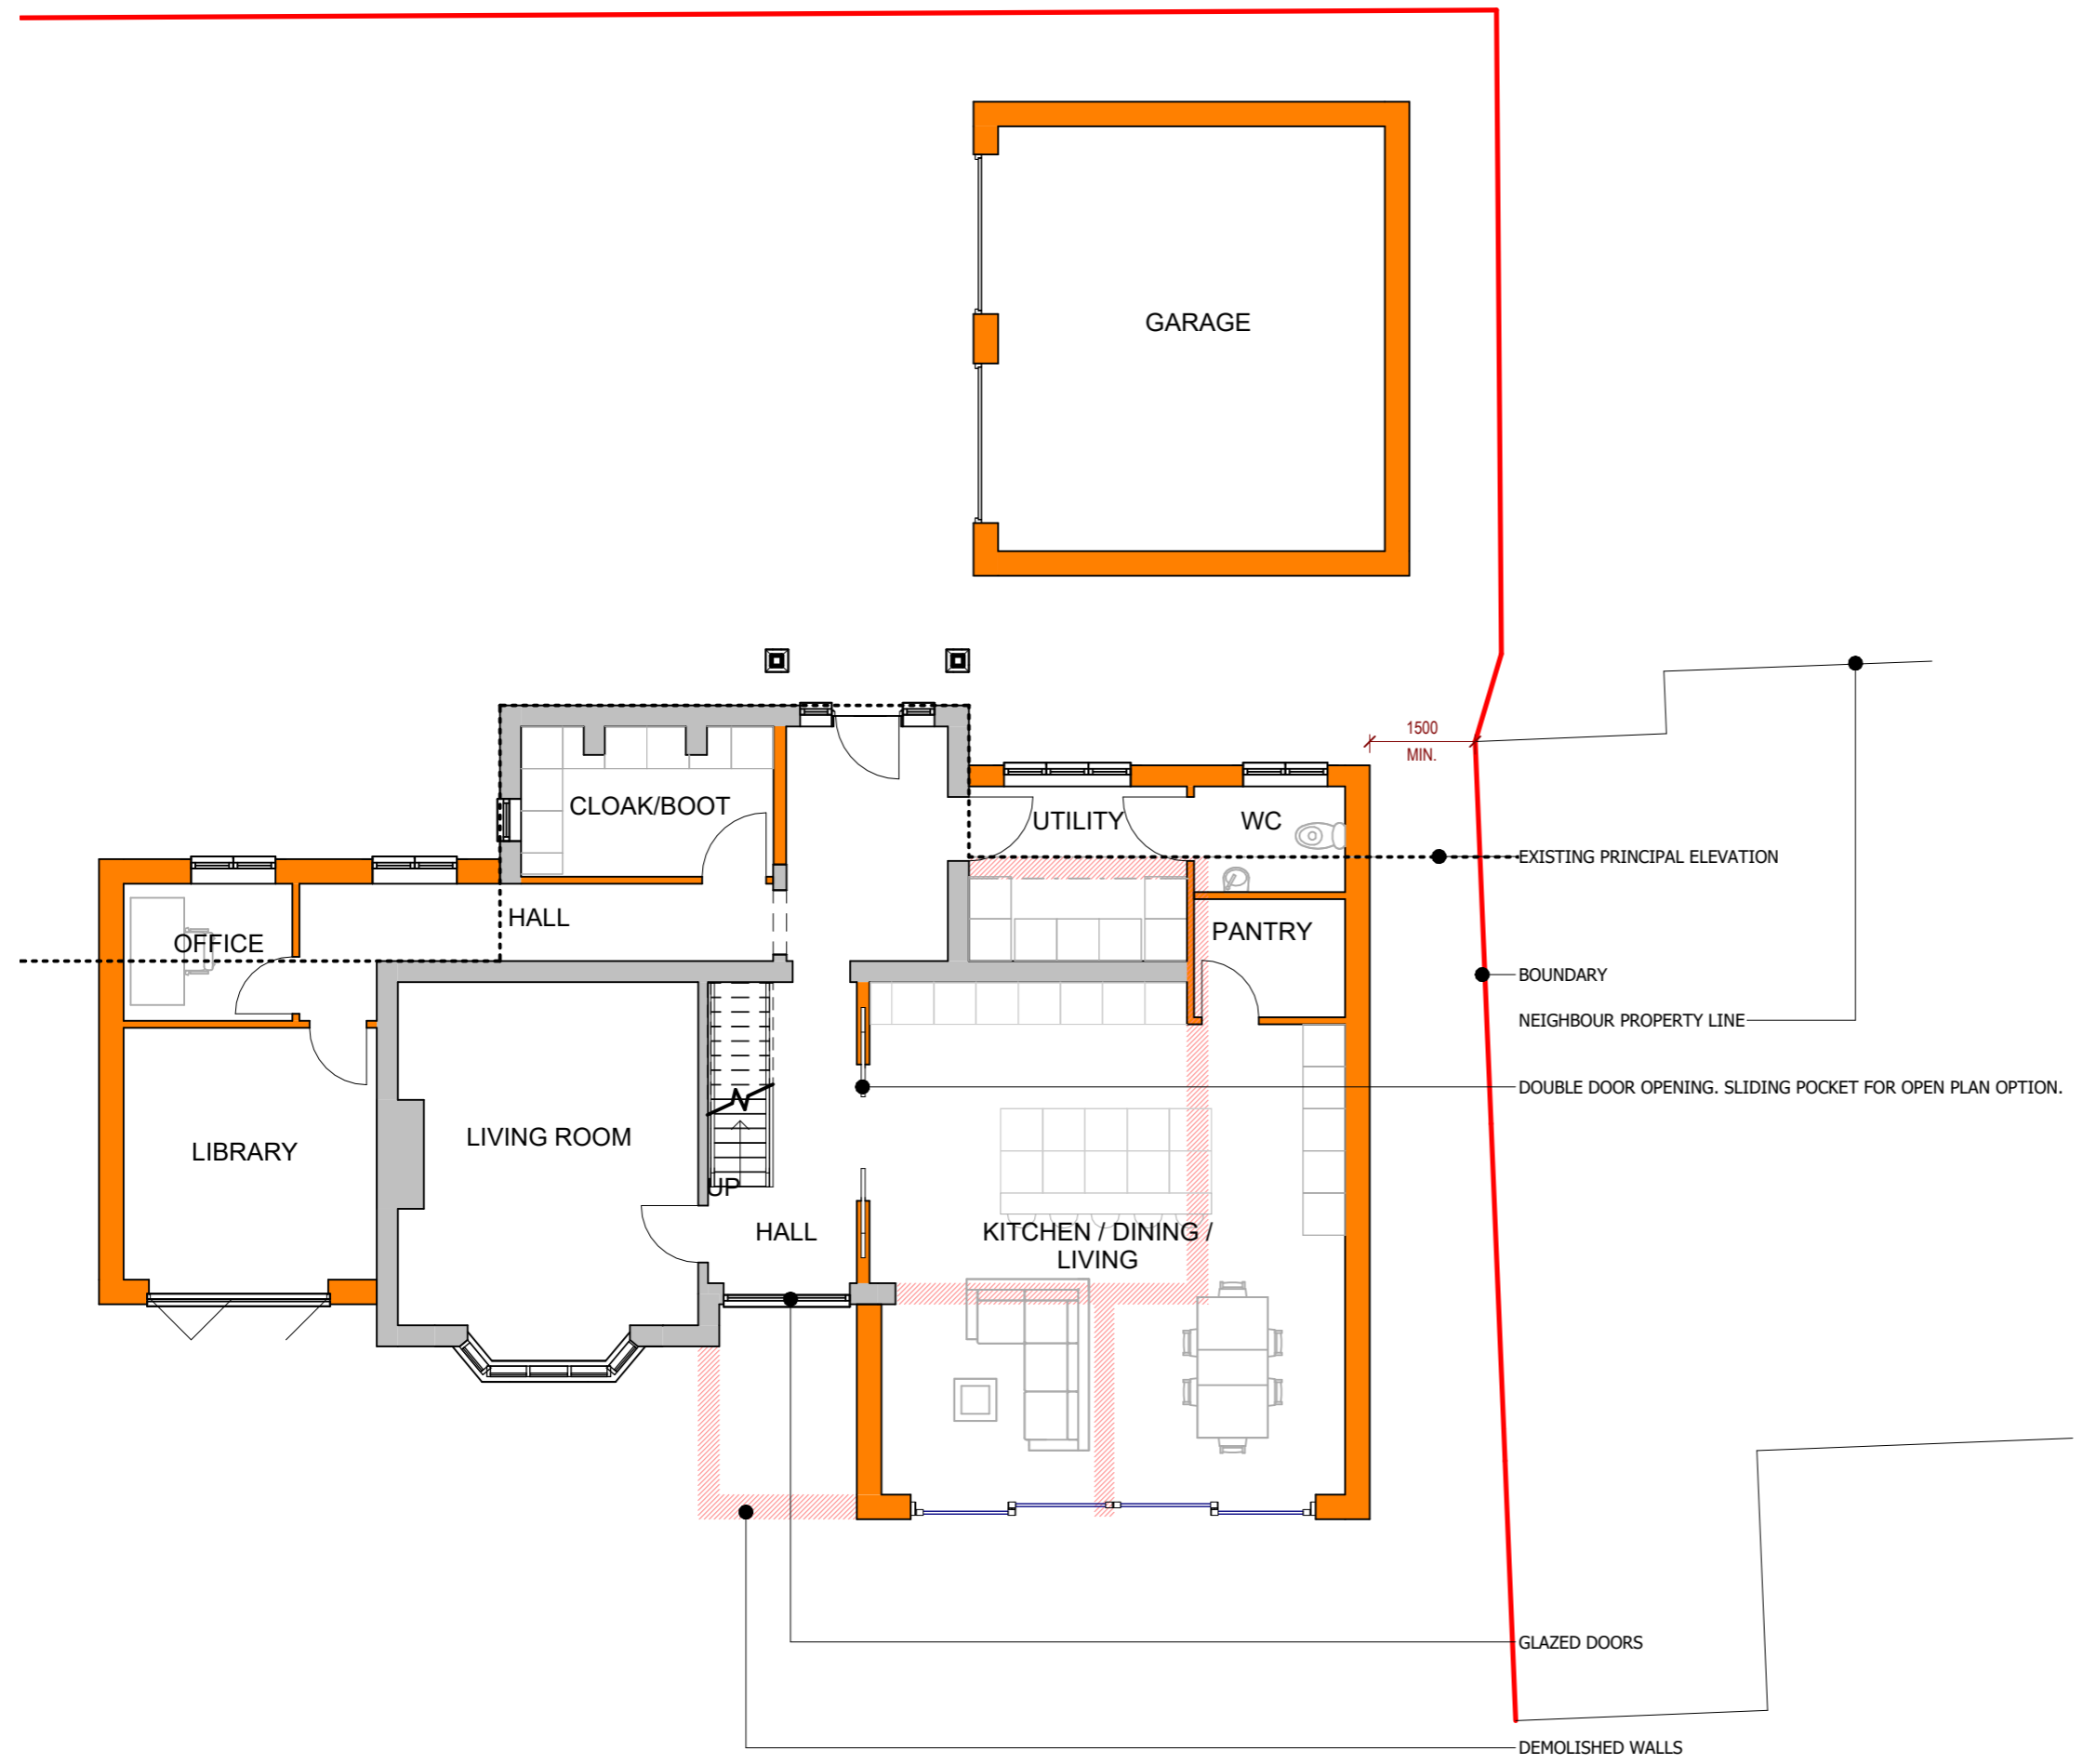 GARAGE
1500
MIN.
CLOAK/BOOT
UTILITY
WC
EXISTING PRINCIPAL ELEVATION
HALL
OFFICE
PANTRY
BOUNDARY
NEIGHBOUR PROPERTY LINE
DOUBLE DOOR OPENING. SLIDING POCKET FOR OPEN PLAN OPTION.
LIBRARY
LIVING ROOM
UP
HALL
KITCHEN / DINING /
LIVING
GLAZED DOORS
DEMOLISHED WALLS